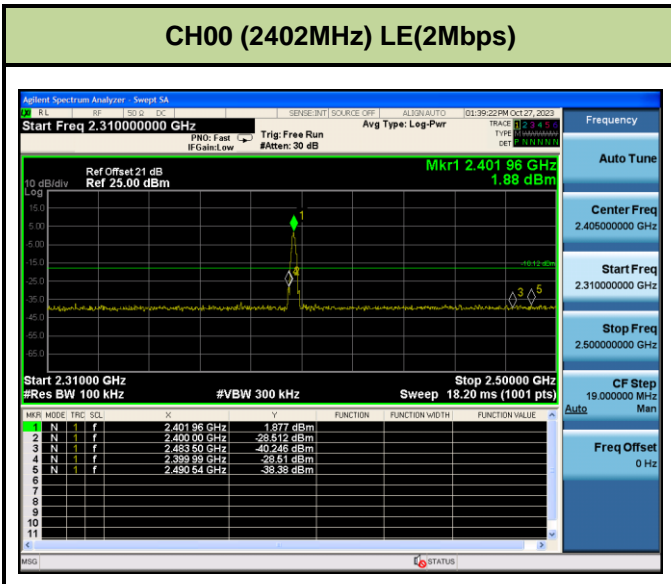 CH00 (2402MHz) LE(2Mbps)
Agilent Spectrum Analyzer - Swept SA
RL RF 50 Ω DC SENSE:INT SOURCE OFF ALIGN AUTO 01:39:22 PM Oct 27, 2023
Start Freq 2.310000000 GHz
PNO: Fast
IFGain:Low
Trig: Free Run
#Atten: 30 dB
Avg Type: Log-Pwr
TRACE 1 2 3 4 5 6
TYPE
DET P N N N N N
Ref Offset 21 dB
10 dB/div Ref 25.00 dBm
Log
Mkr1 2.401 96 GHz
1.88 dBm
15.0
5.00
-5.00
-15.0
-25.0
-35.0
-45.0
-55.0
-65.0
-18.12 dBm
1
4
3
5
Start 2.31000 GHz Stop 2.50000 GHz
#Res BW 100 kHz #VBW 300 kHz Sweep 18.20 ms (1001 pts)
MKR MODE TRC SCL X Y FUNCTION FUNCTION WIDTH FUNCTION VALUE
1 N 1 f 2.401 96 GHz 1.877 dBm
2 N 1 f 2.400 00 GHz -28.512 dBm
3 N 1 f 2.483 50 GHz -40.246 dBm
4 N 1 f 2.399 99 GHz -28.51 dBm
5 N 1 f 2.490 54 GHz -38.38 dBm
6
7
8
9
10
11
MSG STATUS
Frequency
Auto Tune
Center Freq
2.405000000 GHz
Start Freq
2.310000000 GHz
Stop Freq
2.500000000 GHz
CF Step
19.000000 MHz
Auto Man
Freq Offset
0 Hz